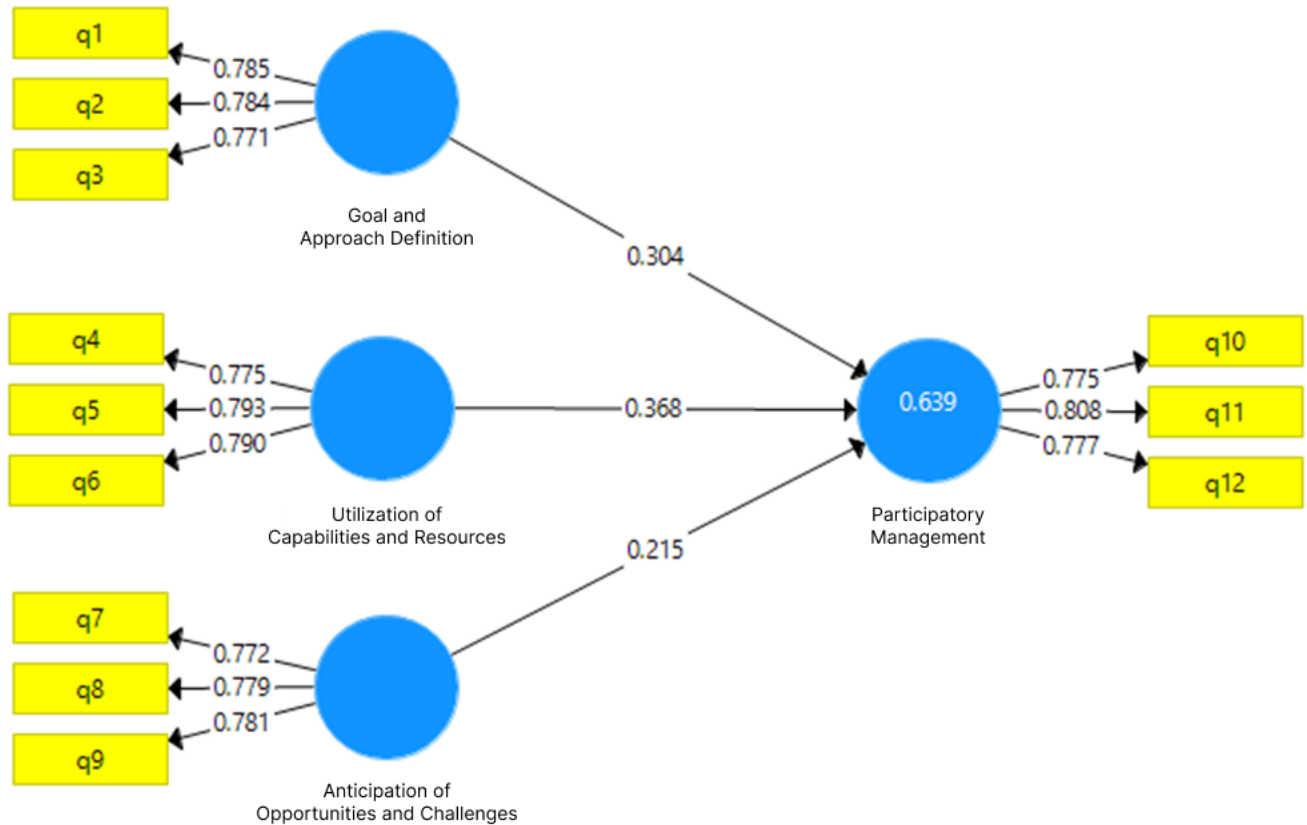 q1
0.785
q2
0.784
0.771
q3
Goal and
Approach Definition
0.304
q4
0.775
q5
0.793
0.790
q6
Utilization of
Capabilities and Resources
0.368
q7
0.772
q8
0.779
0.781
q9
Anticipation of
Opportunities and Challenges
0.215
0.639
Participatory
Management
q10
0.775
0.808
q11
0.777
q12